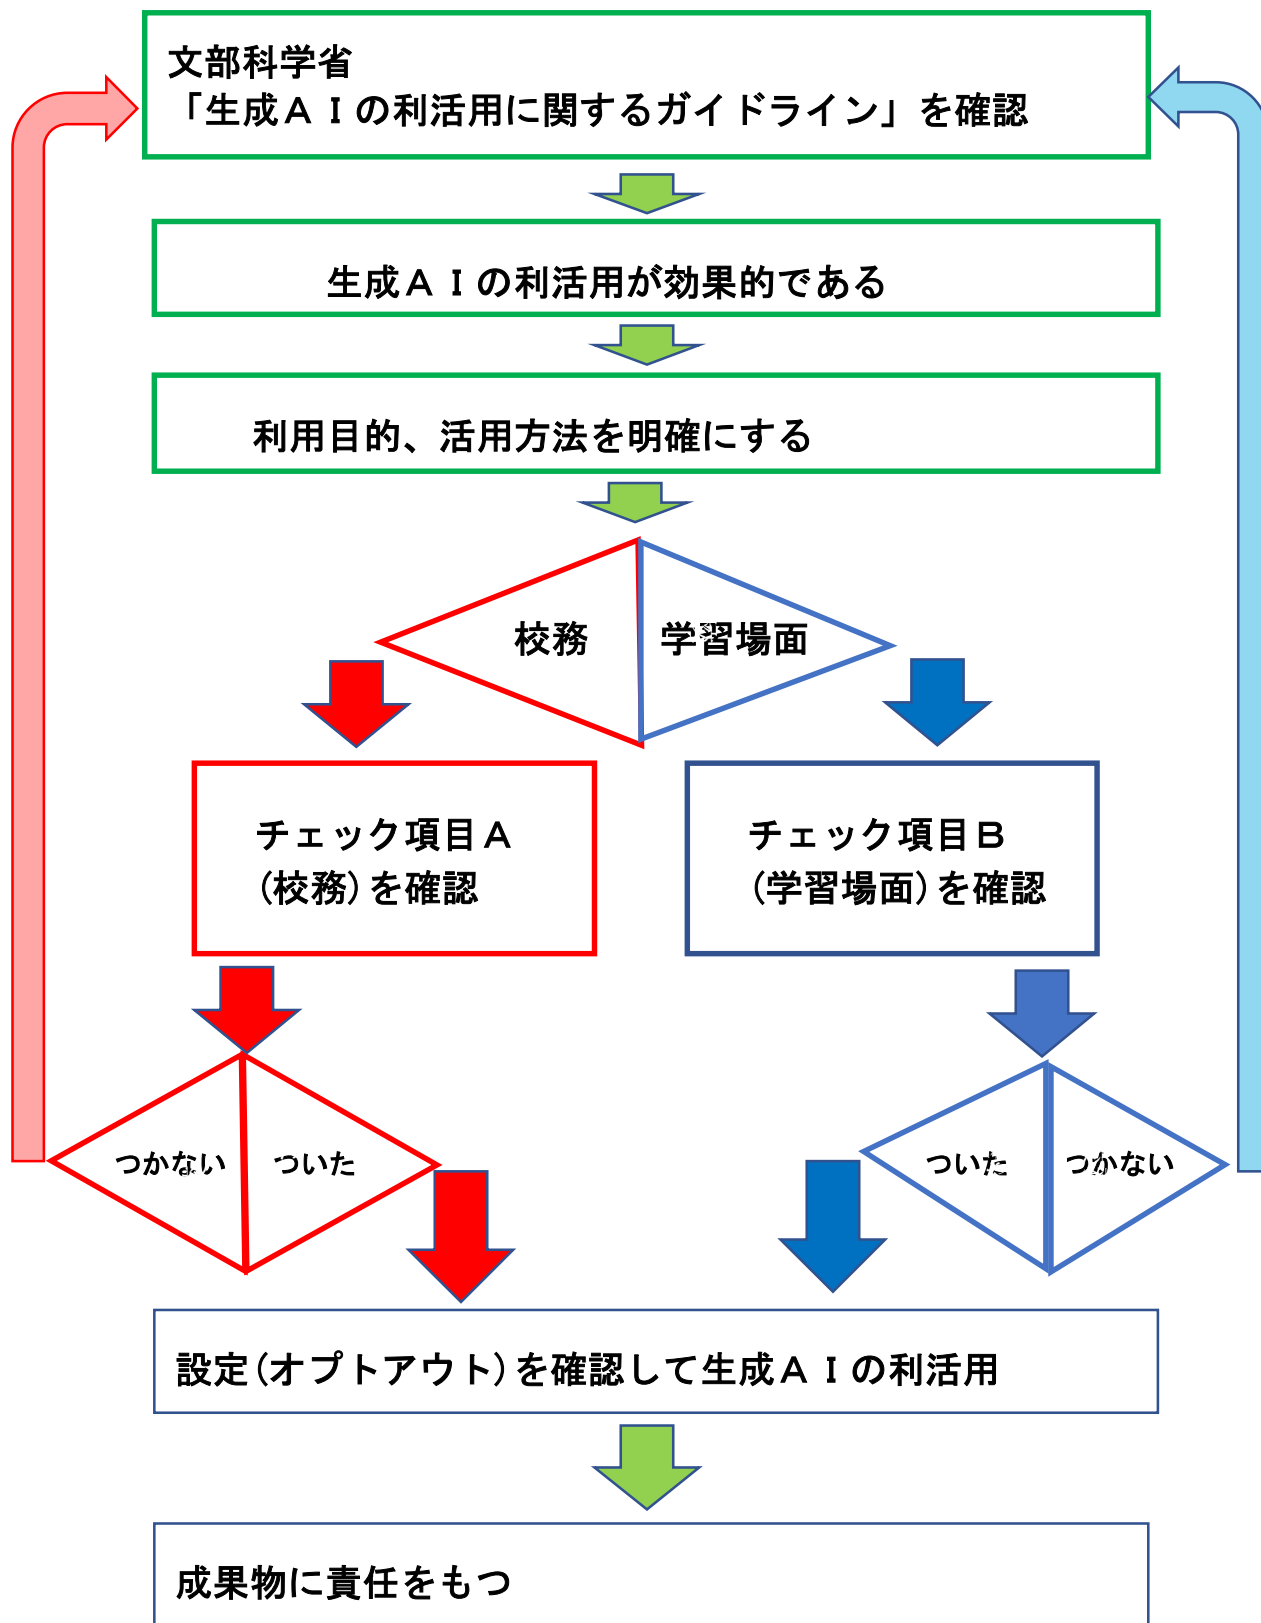 文部科学省
「生成ＡＩの利活用に関するガイドライン」を確認
生成ＡＩの利活用が効果的である
利用目的、活用方法を明確にする
校務
学習場面
チェック項目Ａ
(校務)を確認
チェック項目Ｂ
(学習場面)を確認
つかない
ついた
ついた
つかない
設定(オプトアウト)を確認して生成ＡＩの利活用
成果物に責任をもつ